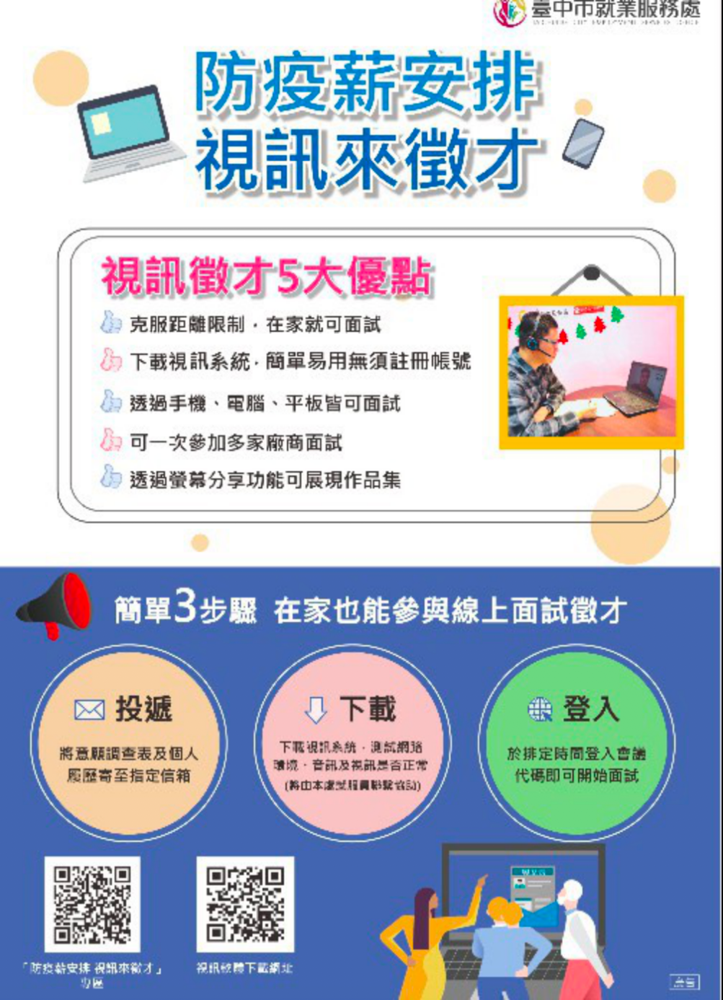 臺中市就業服務處
防疫薪安排
視訊來徵才
視訊徵才5大優點
克服距離限制，在家就可面試
下載視訊系統，簡單易用無須註冊帳號
透過手機、電腦、平板皆可面試
可一次參加多家廠商面試
透過螢幕分享功能可展現作品集
簡單3步驟 在家也能參與線上面試徵才
投遞
將意願調查表及個人
履歷寄至指定信箱
下載
下載視訊系統，測試網路
環境，音訊及視訊是否正常
(將由本處就服員聯繫協助)
登入
於排定時間登入會議
代碼即可開始面試
「防疫薪安排 視訊來徵才」
專區
視訊軟體下載網址
廣告